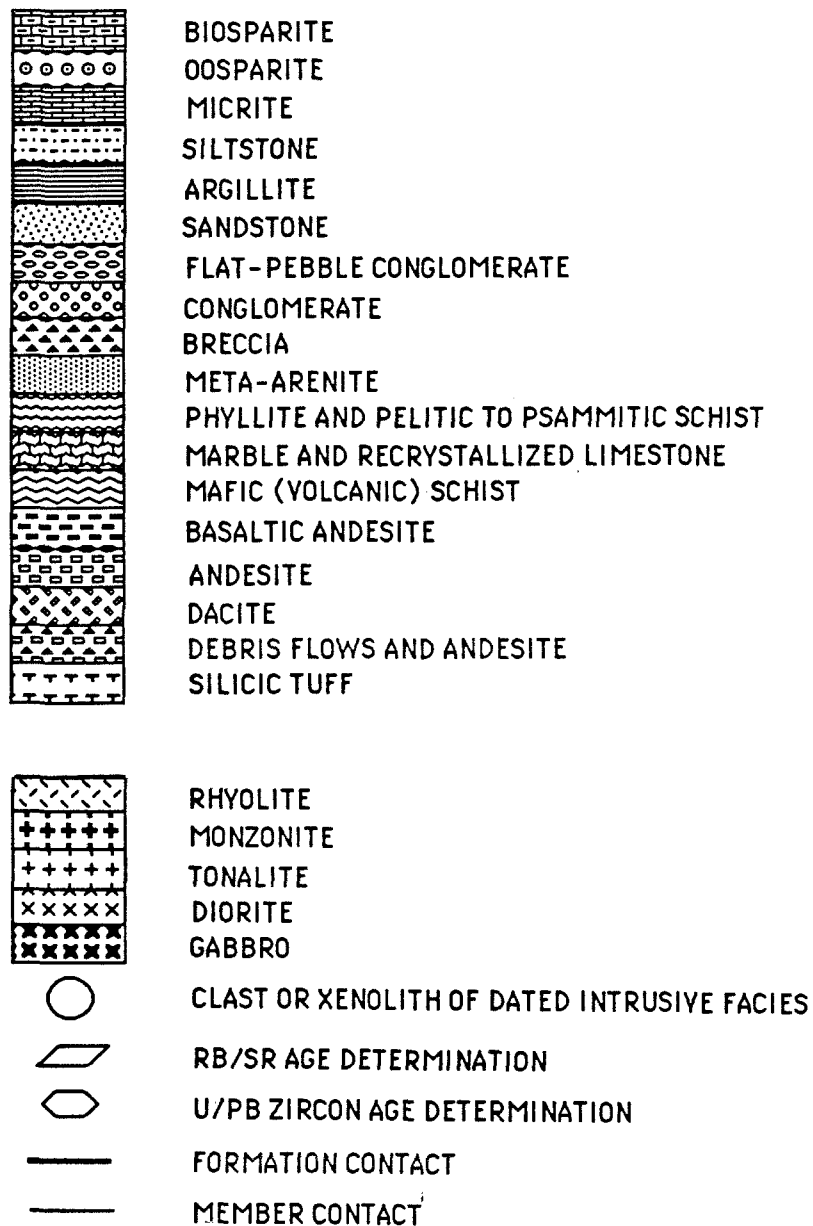 BIOSPARITE
OOSPARITE
MICRITE
SILTSTONE
ARGILLITE
SANDSTONE
FLAT-PEBBLE CONGLOMERATE
CONGLOMERATE
BRECCIA
META-ARENITE
PHYLLITE AND PELITIC TO PSAMMITIC SCHIST
MARBLE AND RECRYSTALLIZED LIMESTONE
MAFIC (VOLCANIC) SCHIST
BASALTIC ANDESITE
ANDESITE
DACITE
DEBRIS FLOWS AND ANDESITE
SILICIC TUFF
RHYOLITE
MONZONITE
TONALITE
DIORITE
GABBRO
CLAST OR XENOLITH OF DATED INTRUSIVE FACIES
RB/SR AGE DETERMINATION
U/PB ZIRCON AGE DETERMINATION
FORMATION CONTACT
MEMBER CONTACT